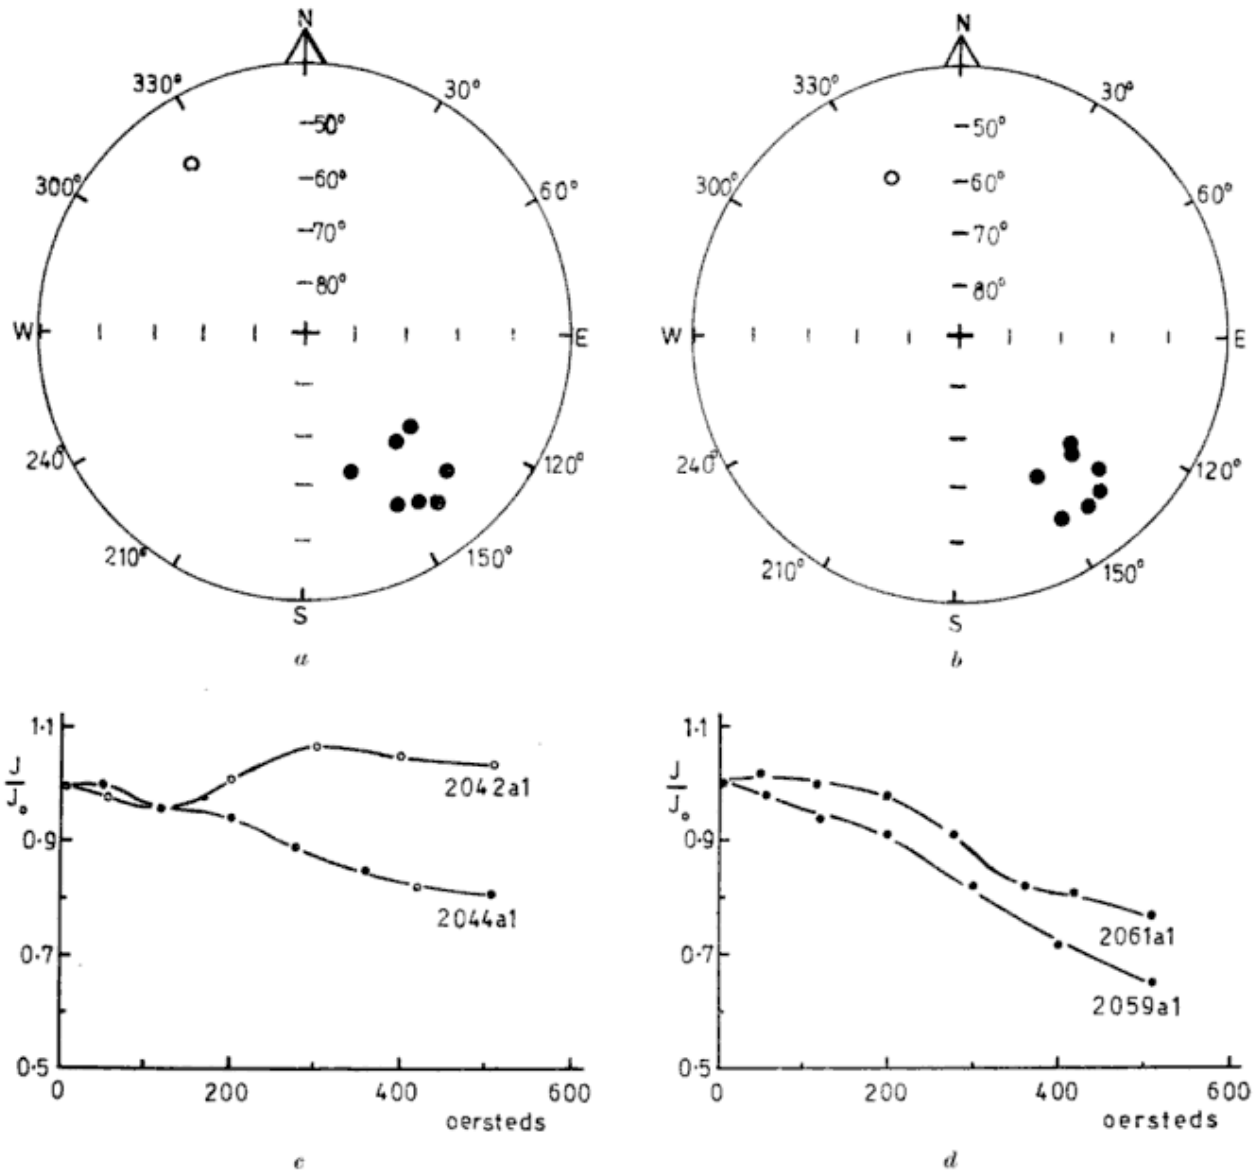 N
330°
30°
-50°
300°
60°
-60°
-70°
-80°
W
E
240°
120°
210°
150°
S
a
N
330°
30°
-50°
300°
60°
-60°
-70°
-80°
W
E
240°
120°
210°
150°
S
b
1·1
J
J₀
0·9
0·7
0·5
2042a1
2044a1
0
200
400
600
oersteds
c
1·1
J
J₀
0·9
0·7
0·5
2061a1
2059a1
0
200
400
600
oersteds
d